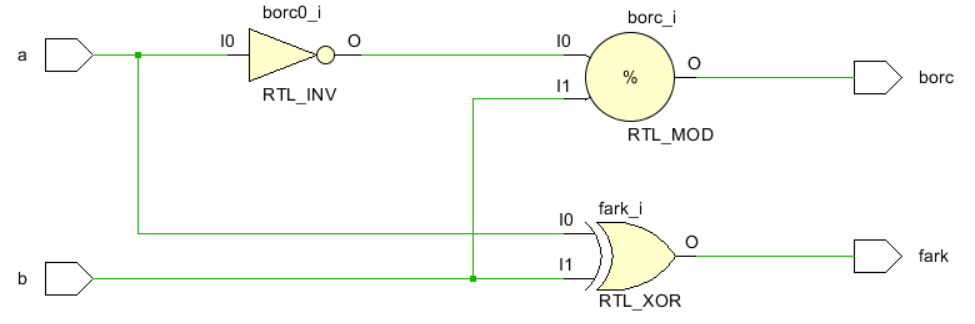 borc0_i
borc_i
a
I0
O
I0
%
O
borc
I1
RTL_INV
RTL_MOD
fark_i
I0
O
fark
b
I1
RTL_XOR